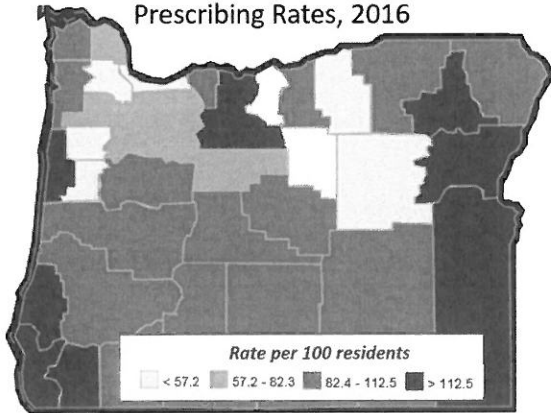 Prescribing Rates, 2016
Rate per 100 residents
< 57.2 57.2 - 82.3 82.4 - 112.5 > 112.5